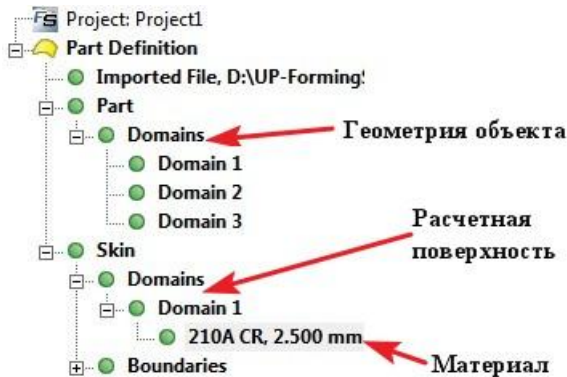 FS Project: Project1
Part Definition
Imported File, D:\UP-Forming
Part
Domains
Геометрия объекта
Domain 1
Domain 2
Domain 3
Расчетная
поверхность
Skin
Domains
Domain 1
210A CR, 2.500 mm
Boundaries
Материал